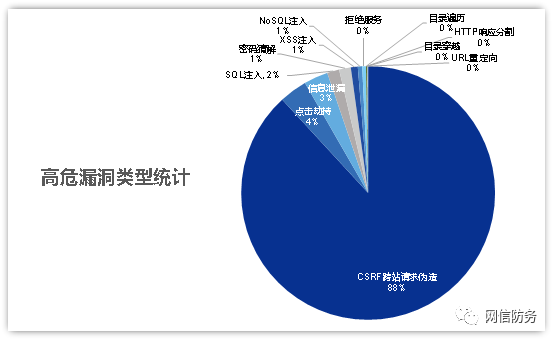 高危漏洞类型统计
NoSQL注入
1%
XSS注入
1%
密码猜解
1%
SQL注入, 2%
信息泄漏
3%
点击劫持
4%
拒绝服务
0%
目录遍历
0%
HTTP响应分割
0%
目录穿越
0%
URL重定向
0%
CSRF跨站请求伪造
88%
网信防务